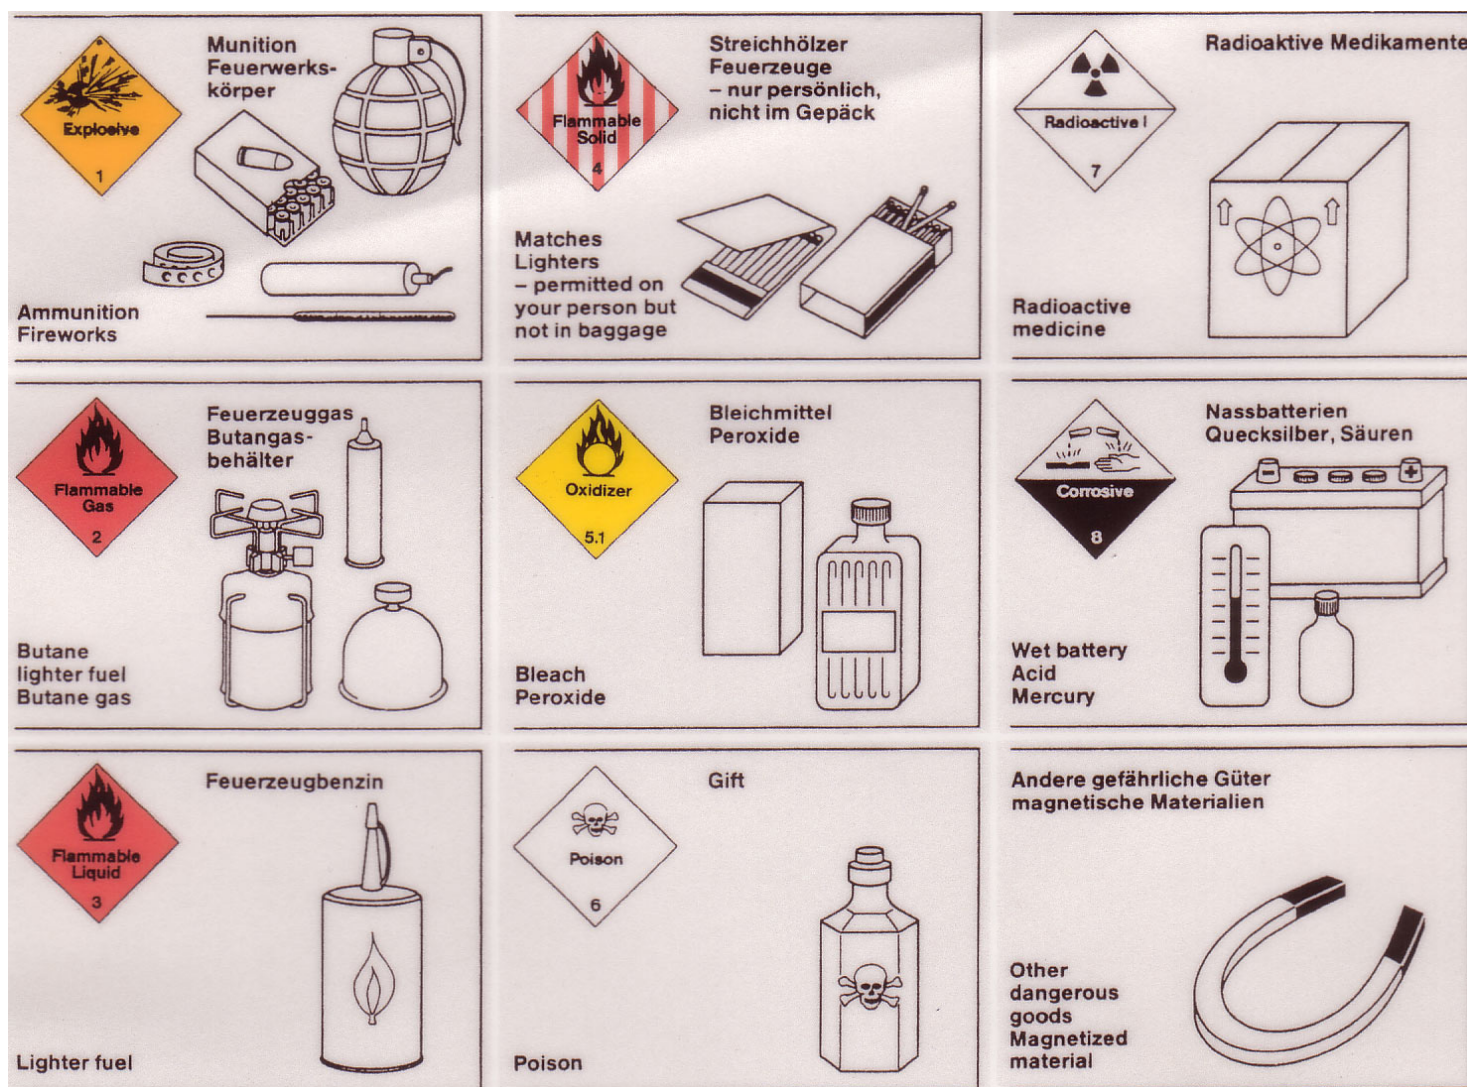 Explosive
1
Munition
Feuerwerks-
körper
Ammunition
Fireworks
Flammable
Solid
4
Streichhölzer
Feuerzeuge
– nur persönlich,
nicht im Gepäck
Matches
Lighters
– permitted on
your person but
not in baggage
Radioactive I
7
Radioaktive Medikamente
Radioactive
medicine
Flammable
Gas
2
Feuerzeuggas
Butangas-
behälter
Butane
lighter fuel
Butane gas
Oxidizer
5.1
Bleichmittel
Peroxide
Bleach
Peroxide
Corrosive
8
Nassbatterien
Quecksilber, Säuren
– +
Wet battery
Acid
Mercury
Flammable
Liquid
3
Feuerzeugbenzin
Lighter fuel
Poison
6
Gift
Poison
Andere gefährliche Güter
magnetische Materialien
Other
dangerous
goods
Magnetized
material